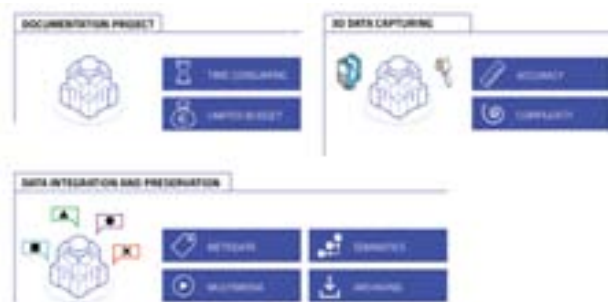 DOCUMENTATION PROJECT
TIME CONSUMING
LIMITED BUDGET
3D DATA CAPTURING
ACCURACY
COMPLEXITY
DATA INTEGRATION AND PRESERVATION
METADATA
SEMANTICS
MULTIMEDIA
ARCHIVING